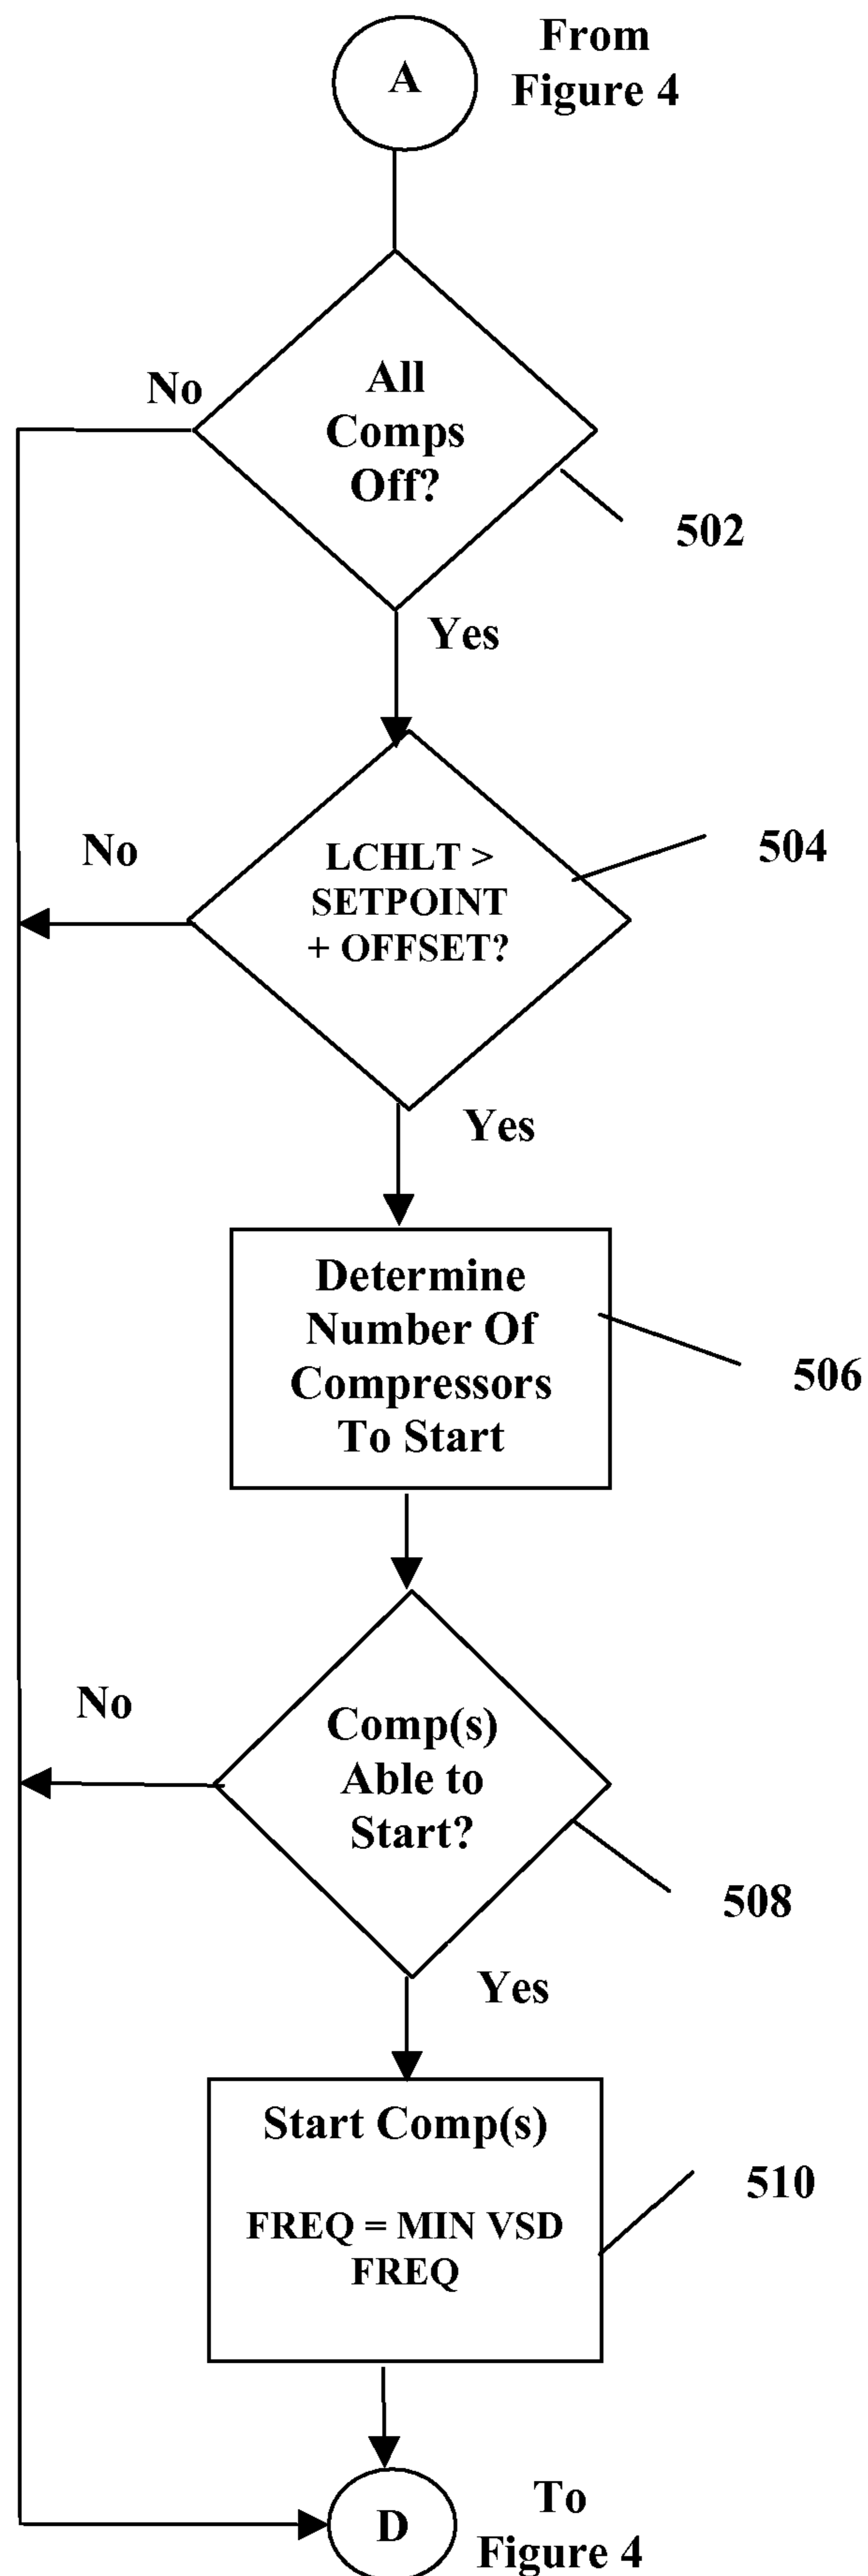 A
From
Figure 4
All
Comps
Off?
No
502
Yes
LCHLT >
SETPOINT
+ OFFSET?
No
504
Yes
Determine
Number Of
Compressors
To Start
506
Comp(s)
Able to
Start?
No
508
Yes
Start Comp(s)
FREQ = MIN VSD
FREQ
510
D
To
Figure 4